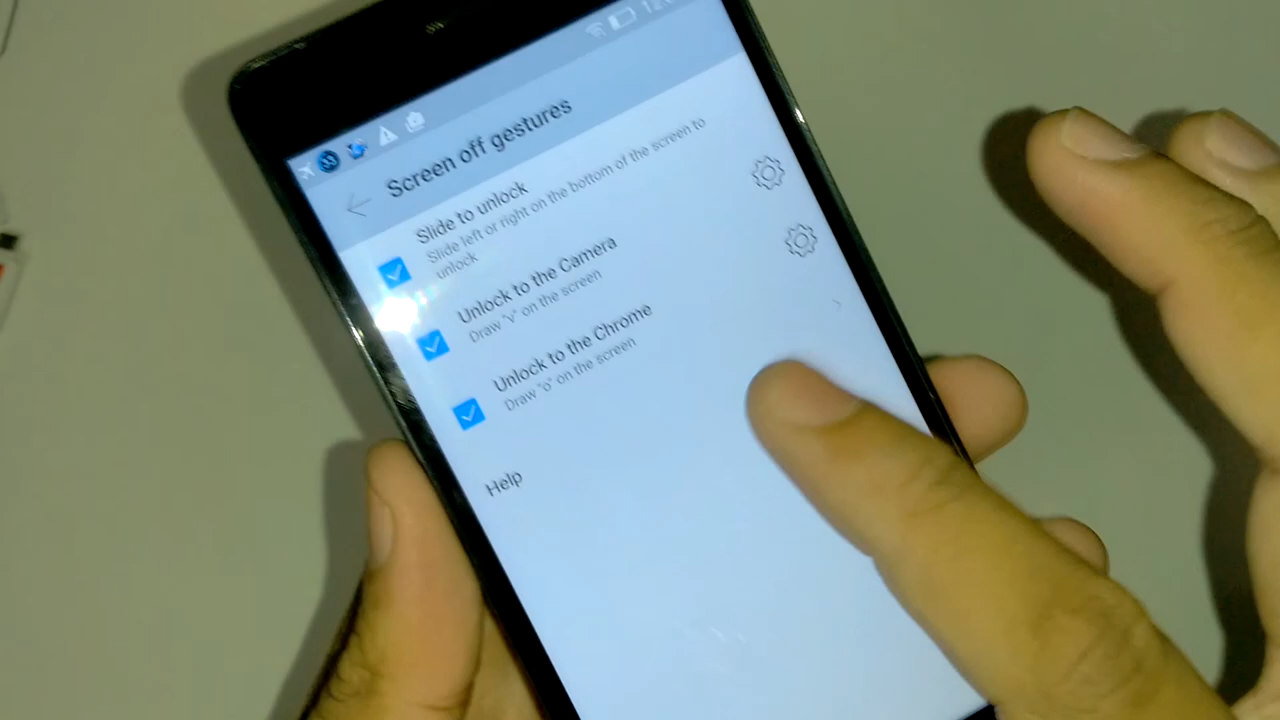 Screen off gestures
Slide to unlock
Slide left or right on the bottom of the screen to
unlock
Unlock to the Camera
Draw "v" on the screen
Unlock to the Chrome
Draw "o" on the screen
Help